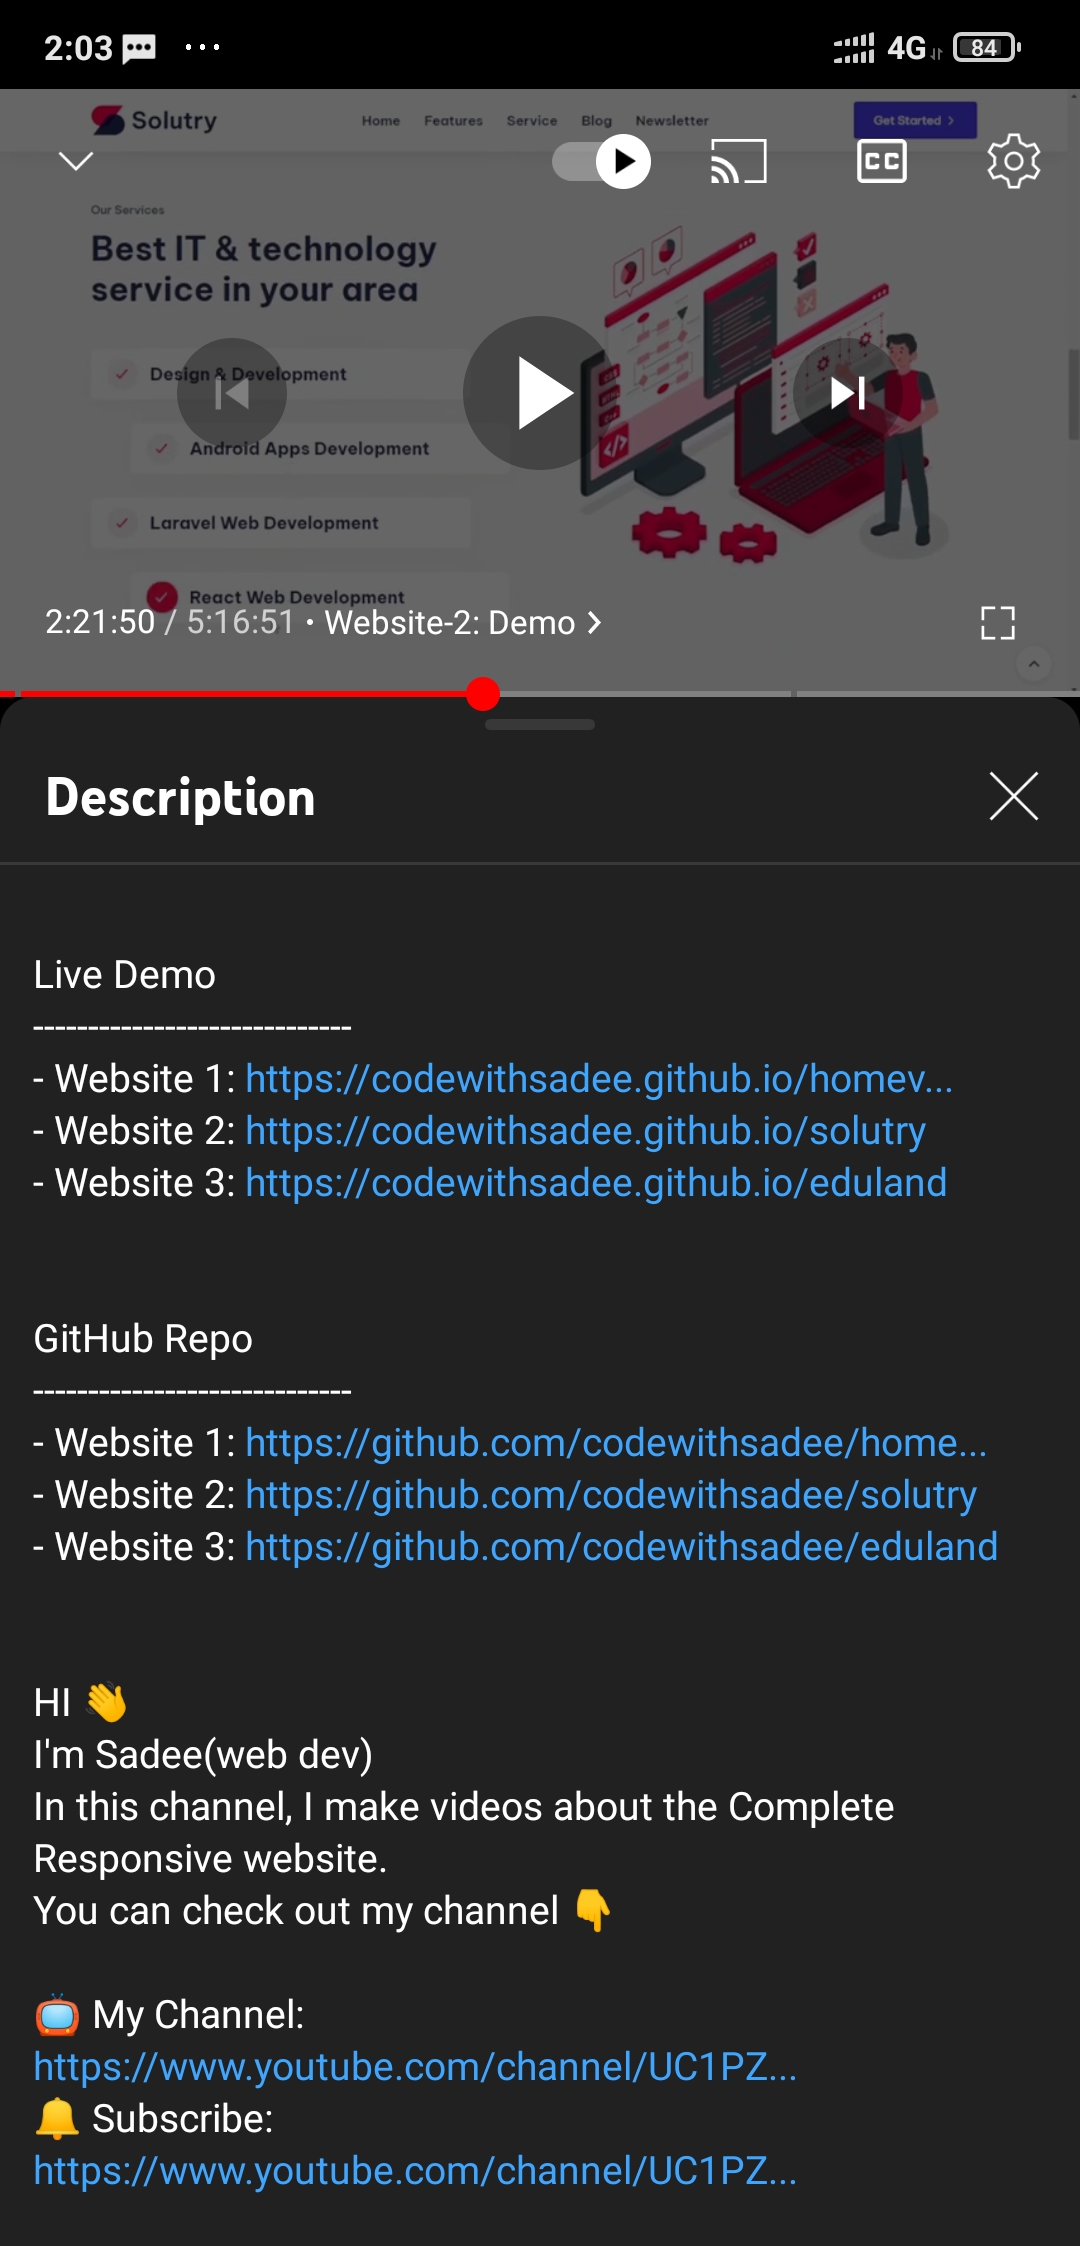 2:03
4G 84
Solutry
Home Features Service Blog Newsletter
Get Started
CC
Our Services
Best IT & technology
service in your area
Design & Development
Android Apps Development
Laravel Web Development
React Web Development
2:21:50 / 5:16:51 • Website-2: Demo
Description
Live Demo
-----------------------------
- Website 1: https://codewithsadee.github.io/homev...
- Website 2: https://codewithsadee.github.io/solutry
- Website 3: https://codewithsadee.github.io/eduland
GitHub Repo
-----------------------------
- Website 1: https://github.com/codewithsadee/home...
- Website 2: https://github.com/codewithsadee/solutry
- Website 3: https://github.com/codewithsadee/eduland
HI 👋
I'm Sadee(web dev)
In this channel, I make videos about the Complete
Responsive website.
You can check out my channel 👇
📺 My Channel:
https://www.youtube.com/channel/UC1PZ...
🔔 Subscribe:
https://www.youtube.com/channel/UC1PZ...